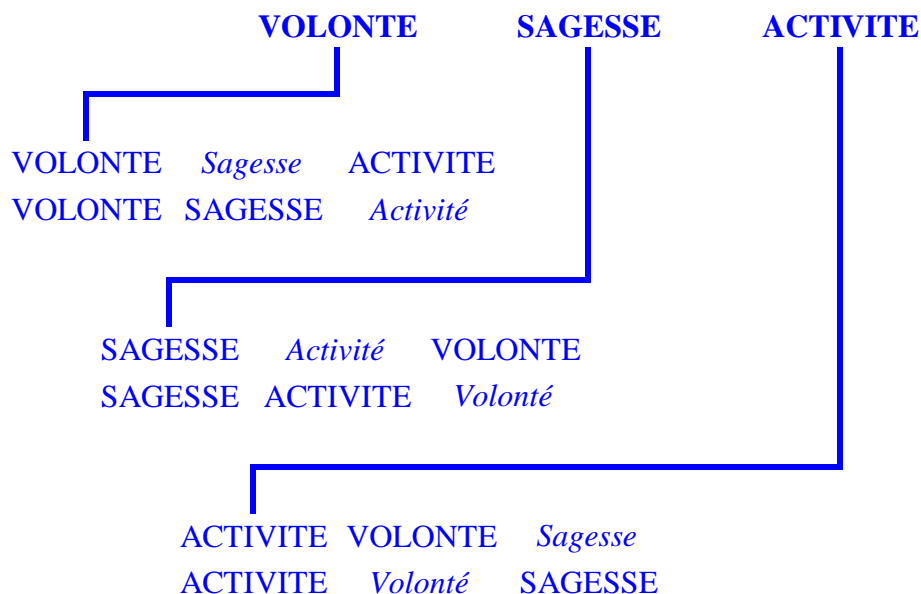 VOLONTE SAGESSE ACTIVITE
VOLONTE Sagesse ACTIVITE
VOLONTE SAGESSE Activité
SAGESSE Activité VOLONTE
SAGESSE ACTIVITE Volonté
ACTIVITE VOLONTE Sagesse
ACTIVITE Volonté SAGESSE